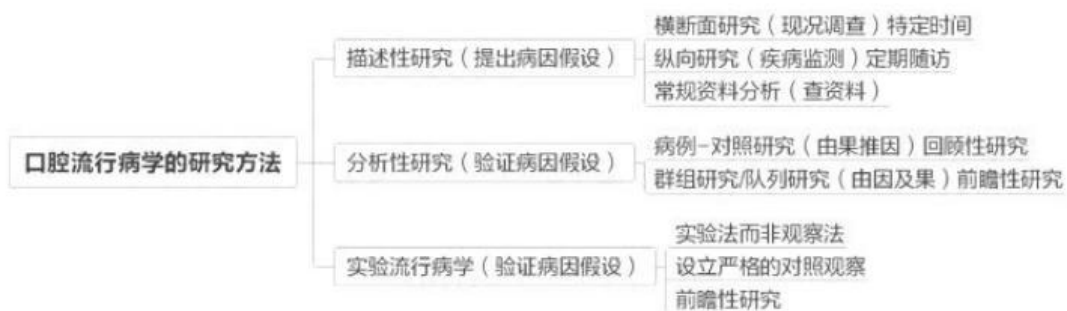 口腔流行病学的研究方法
描述性研究（提出病因假设）
横断面研究（现况调查）特定时间
纵向研究（疾病监测）定期随访
常规资料分析（查资料）
分析性研究（验证病因假设）
病例-对照研究（由果推因）回顾性研究
群组研究/队列研究（由因及果）前瞻性研究
实验流行病学（验证病因假设）
实验法而非观察法
设立严格的对照观察
前瞻性研究